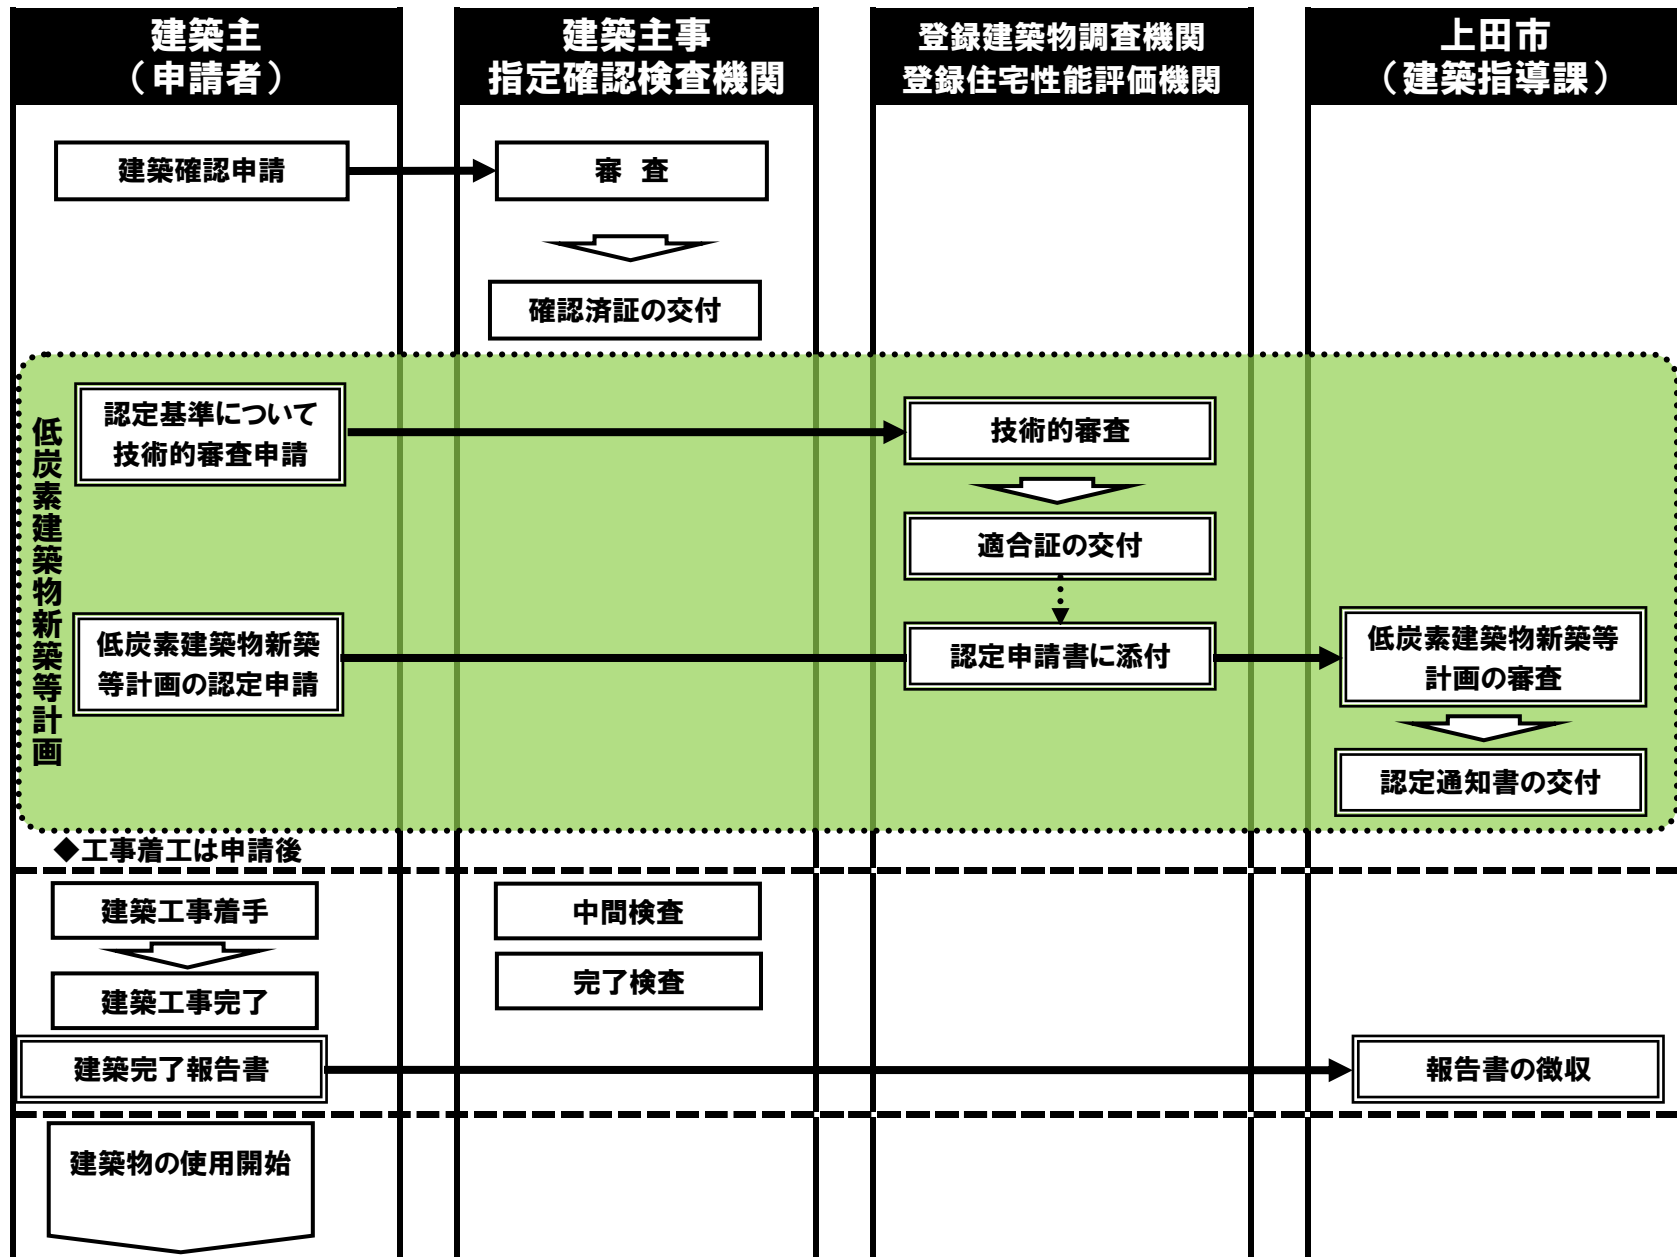 建築主
（申請者）
建築主事
指定確認検査機関
登録建築物調査機関
登録住宅性能評価機関
上田市
（建築指導課）
建築確認申請
審 査
確認済証の交付
低炭素建築物新築等計画
認定基準について
技術的審査申請
技術的審査
適合証の交付
低炭素建築物新築
等計画の認定申請
認定申請書に添付
低炭素建築物新築等
計画の審査
認定通知書の交付
◆工事着工は申請後
建築工事着手
中間検査
建築工事完了
完了検査
建築完了報告書
報告書の徴収
建築物の使用開始